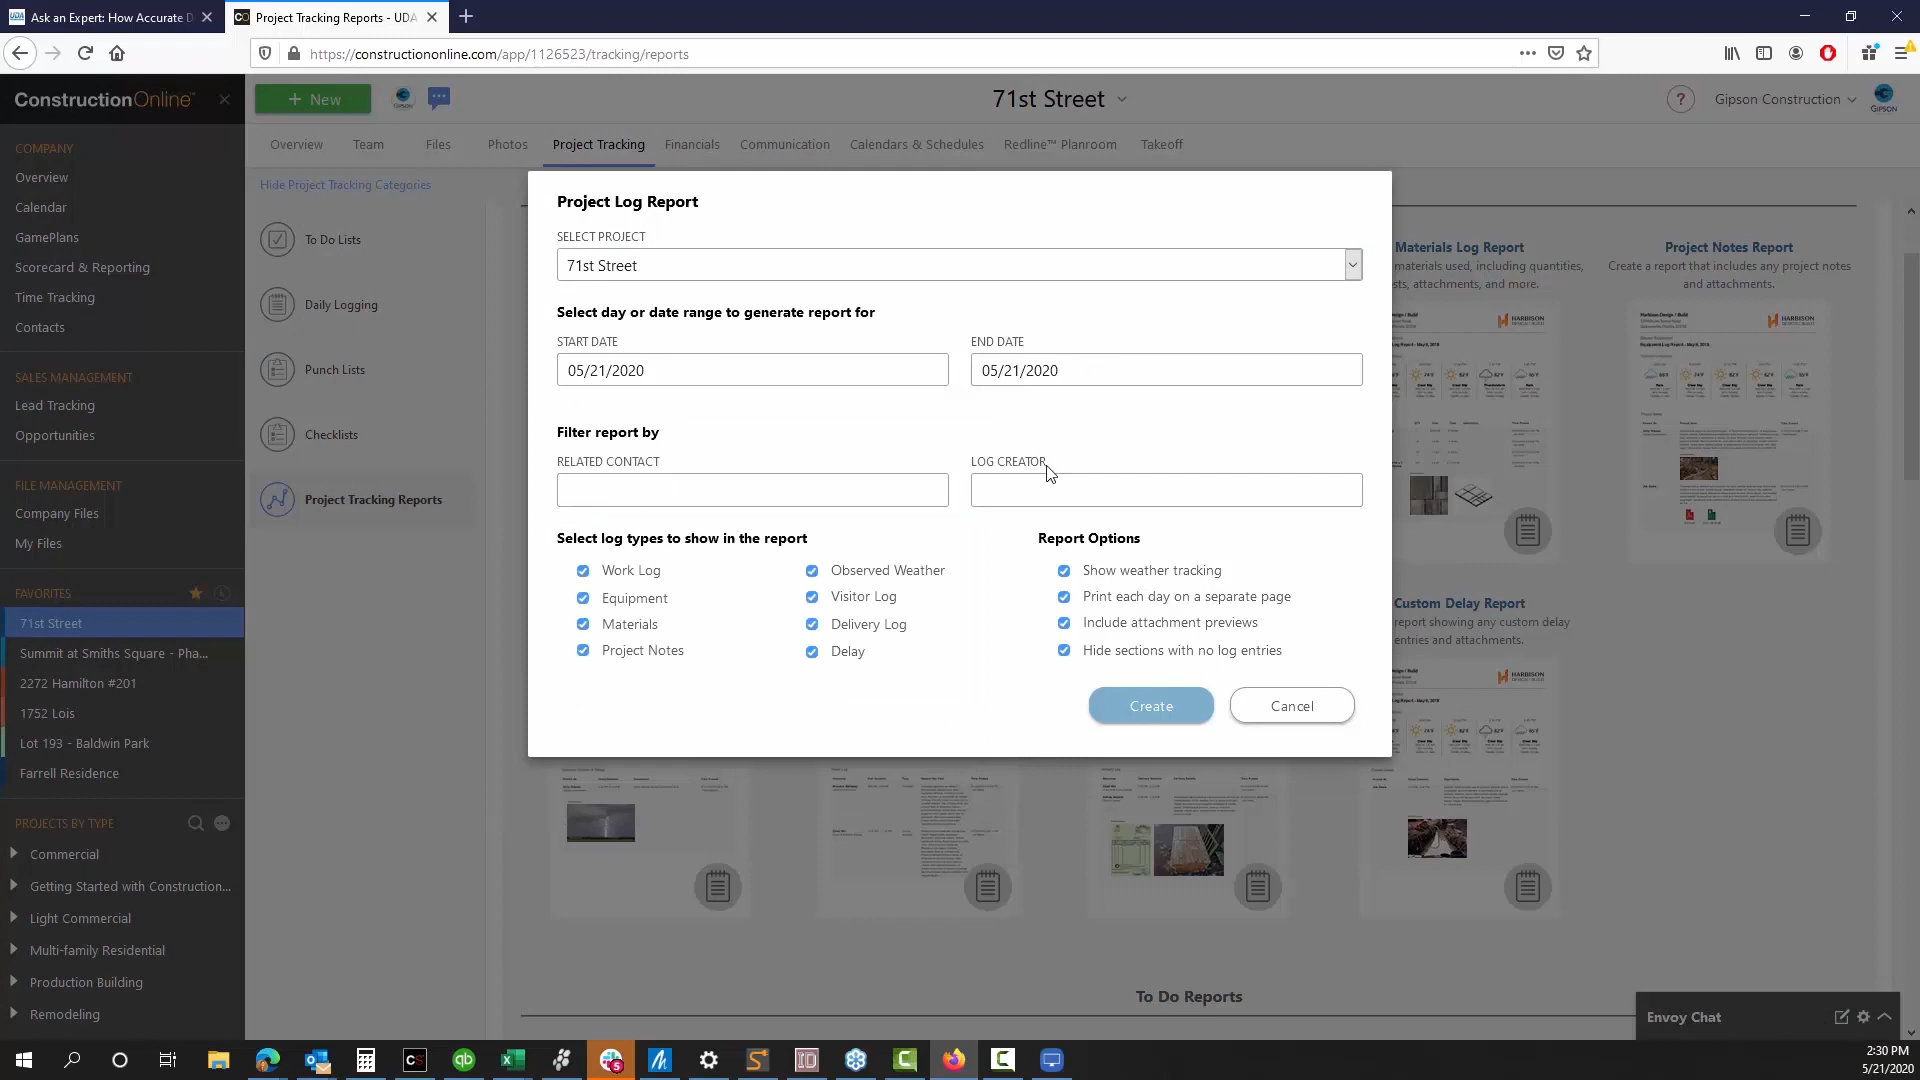 Ask an Expert: How Accurate D
Project Tracking Reports - UDA
https://constructiononline.com/app/1126523/tracking/reports
ConstructionOnline™
New
71st Street
Gipson Construction
GIPSON
Overview
Team
Files
Photos
Project Tracking
Financials
Communication
Calendars & Schedules
Redline™ Planroom
Takeoff
COMPANY
Overview
Calendar
GamePlans
Scorecard & Reporting
Time Tracking
Contacts
SALES MANAGEMENT
Lead Tracking
Opportunities
FILE MANAGEMENT
Company Files
My Files
FAVORITES
71st Street
Summit at Smiths Square - Pha...
2272 Hamilton #201
1752 Lois
Lot 193 - Baldwin Park
Farrell Residence
PROJECTS BY TYPE
Commercial
Getting Started with Construction...
Light Commercial
Multi-family Residential
Production Building
Remodeling
Hide Project Tracking Categories
To Do Lists
Daily Logging
Punch Lists
Checklists
Project Tracking Reports
Project Log Report
SELECT PROJECT
71st Street
Select day or date range to generate report for
START DATE
END DATE
05/21/2020
05/21/2020
Filter report by
RELATED CONTACT
LOG CREATOR
Select log types to show in the report
Work Log
Equipment
Materials
Project Notes
Observed Weather
Visitor Log
Delivery Log
Delay
Report Options
Show weather tracking
Print each day on a separate page
Include attachment previews
Hide sections with no log entries
Create
Cancel
Materials Log Report
materials used, including quantities,
sts, attachments, and more.
Project Notes Report
Create a report that includes any project notes
and attachments.
HARBISON
HARBISON
Custom Delay Report
report showing any custom delay
entries and attachments.
HARBISON
To Do Reports
Envoy Chat
2:30 PM
5/21/2020